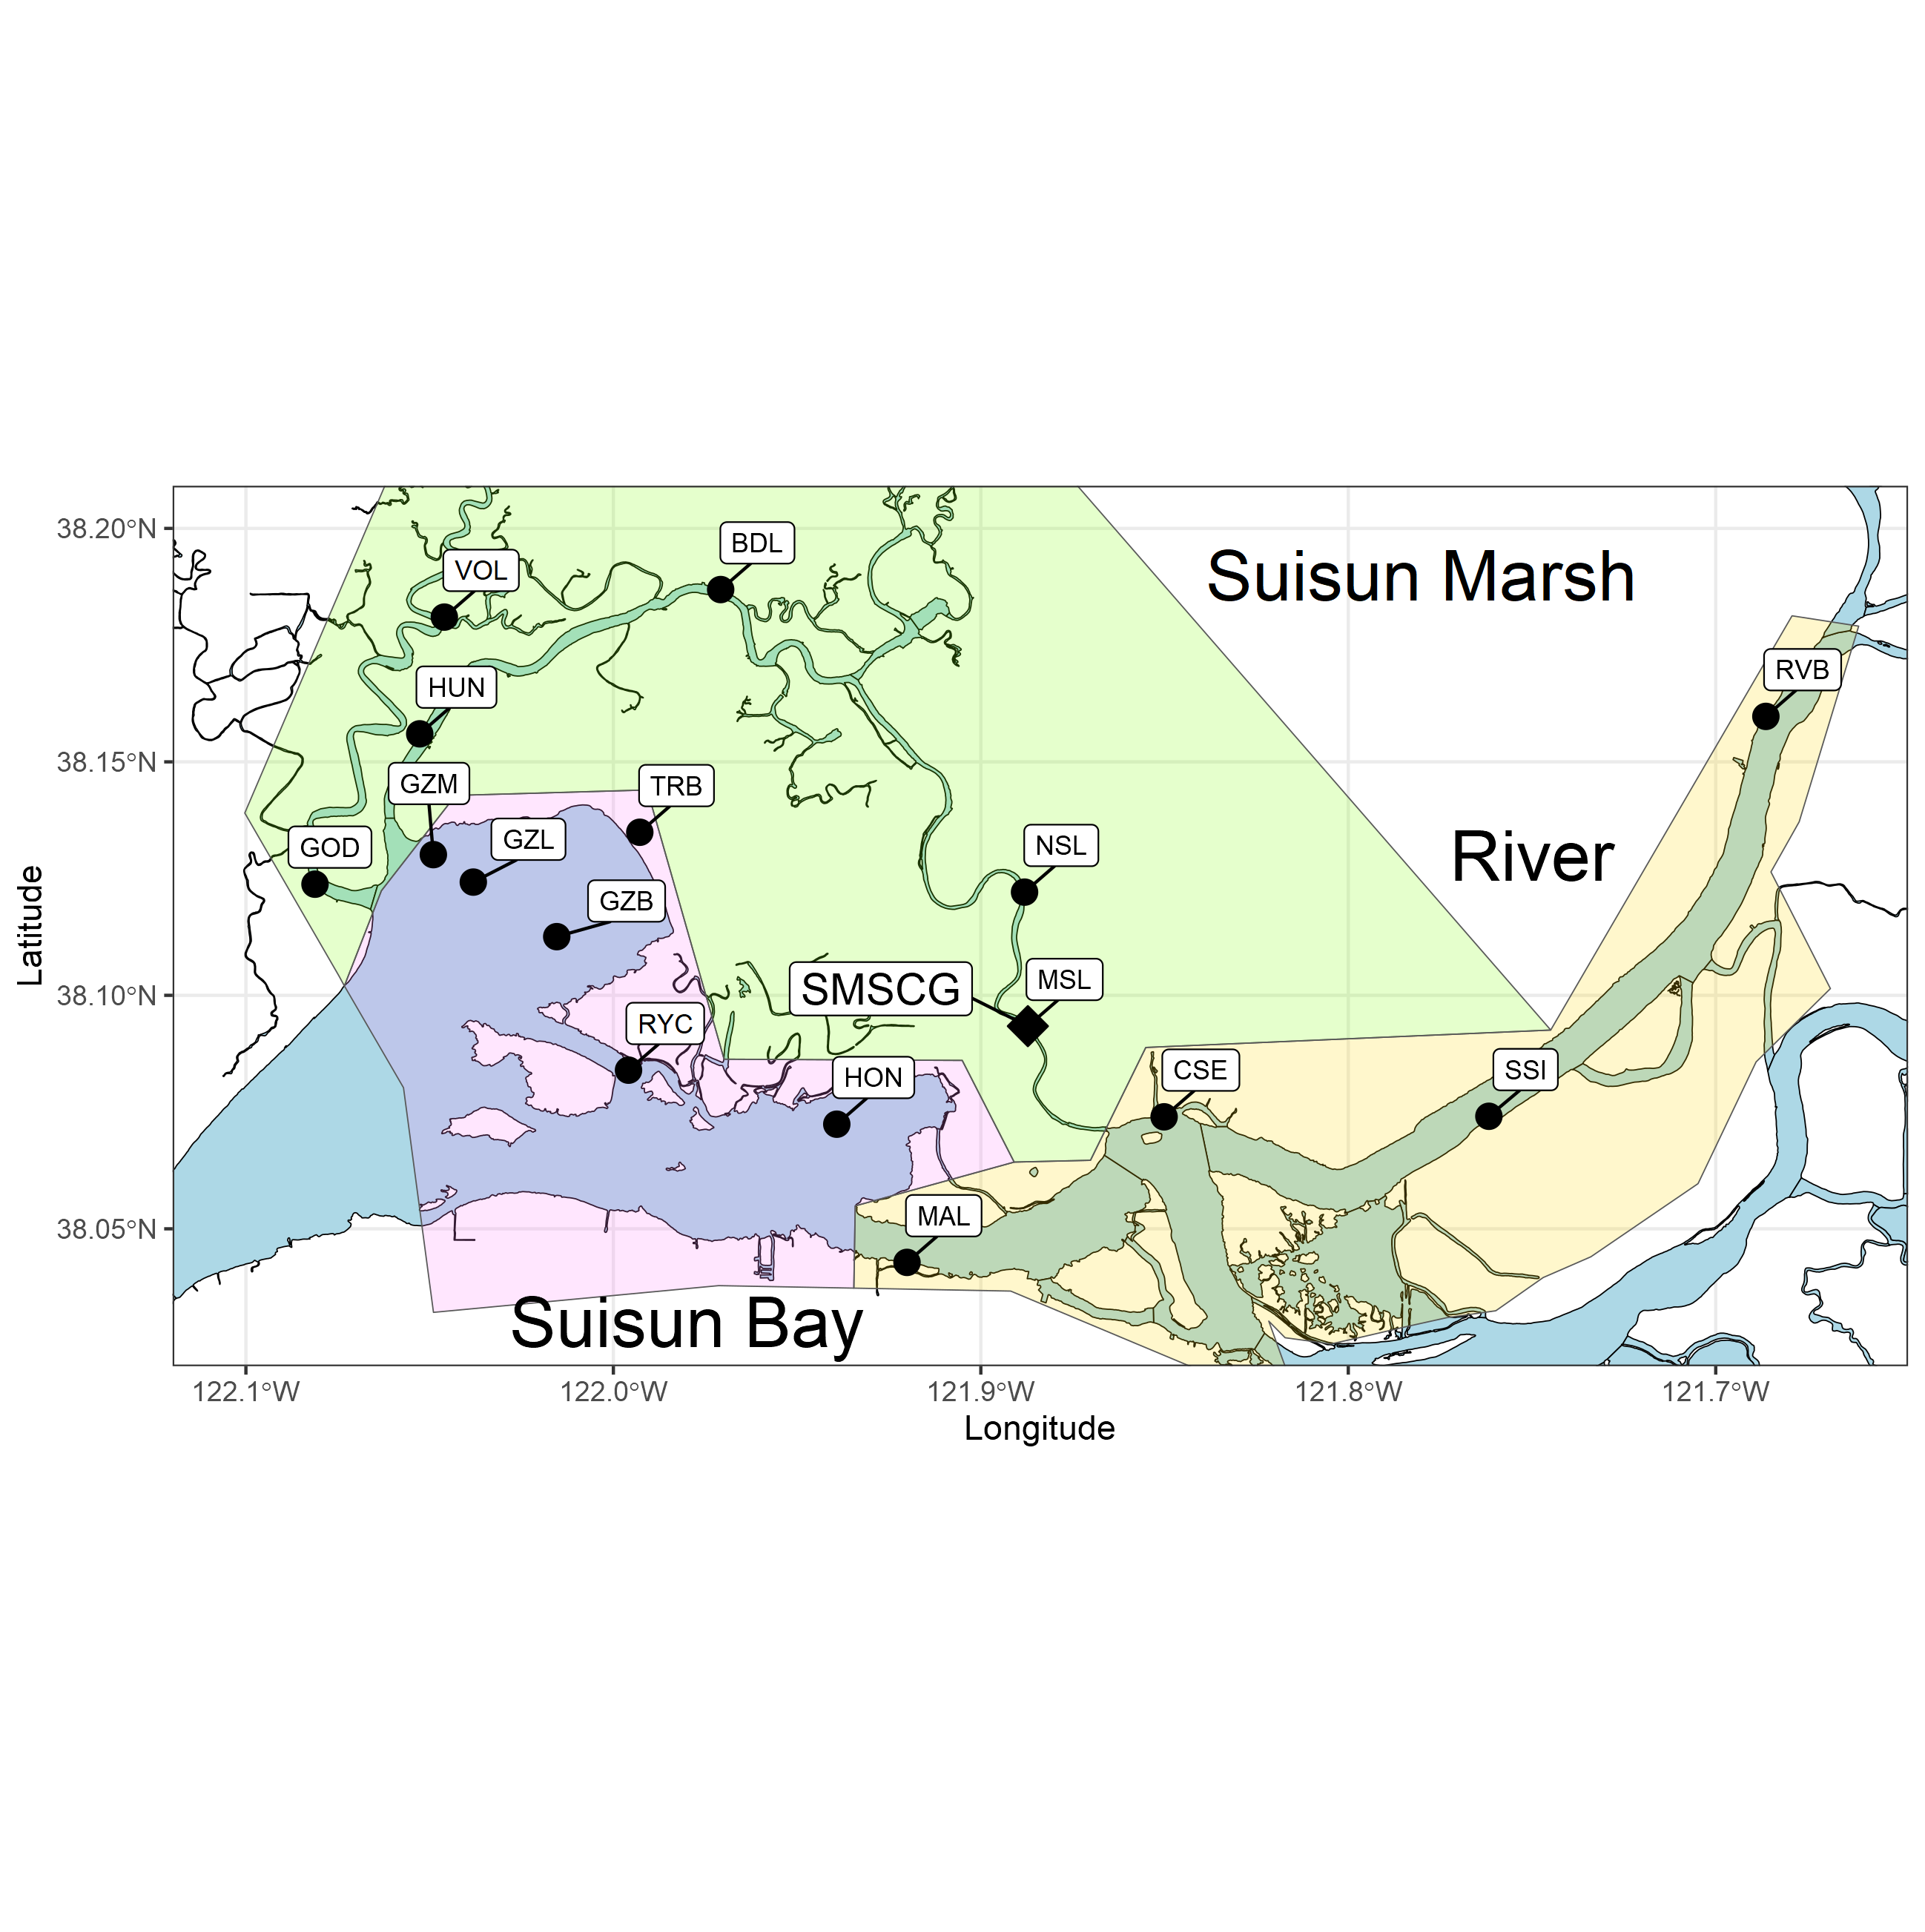 38.20°N
38.15°N
38.10°N
38.05°N
Latitude
122.1°W
122.0°W
121.9°W
121.8°W
121.7°W
Longitude
Suisun Marsh
River
Suisun Bay
BDL
VOL
HUN
RVB
GZM
TRB
GZL
GOD
NSL
GZB
SMSCG
MSL
RYC
HON
CSE
SSI
MAL